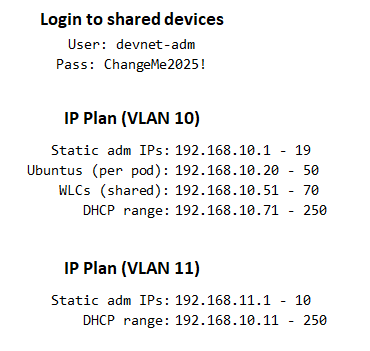 Login to shared devices
User: devnet-adm
Pass: ChangeMe2025!
IP Plan (VLAN 10)
Static adm IPs: 192.168.10.1 - 19
Ubuntus (per pod): 192.168.10.20 - 50
WLCs (shared): 192.168.10.51 - 70
DHCP range: 192.168.10.71 - 250
IP Plan (VLAN 11)
Static adm IPs: 192.168.11.1 - 10
DHCP range: 192.168.10.11 - 250